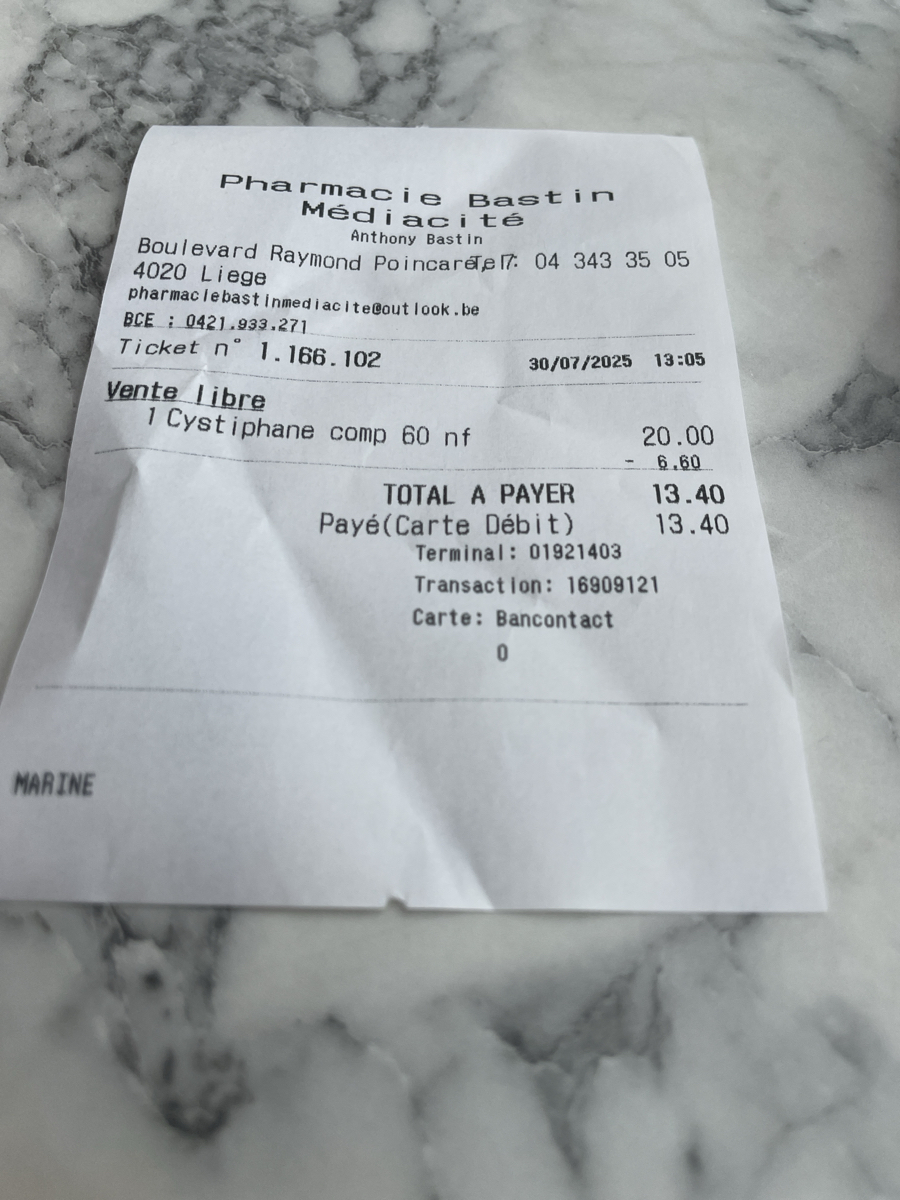 Pharmacie Bastin
Médiacité
Anthony Bastin
Boulevard Raymond Poincaré, 7 Tel : 04 343 35 05
4020 Liege
pharmaciebastinmediacite@outlook.be
BCE : 0421.933.271
Ticket n° 1.166.102 30/07/2025 13:05
Vente libre
1 Cystiphane comp 60 nf 20.00
- 6.60
TOTAL A PAYER 13.40
Payé(Carte Débit) 13.40
Terminal: 01921403
Transaction: 16909121
Carte: Bancontact
0
MARINE